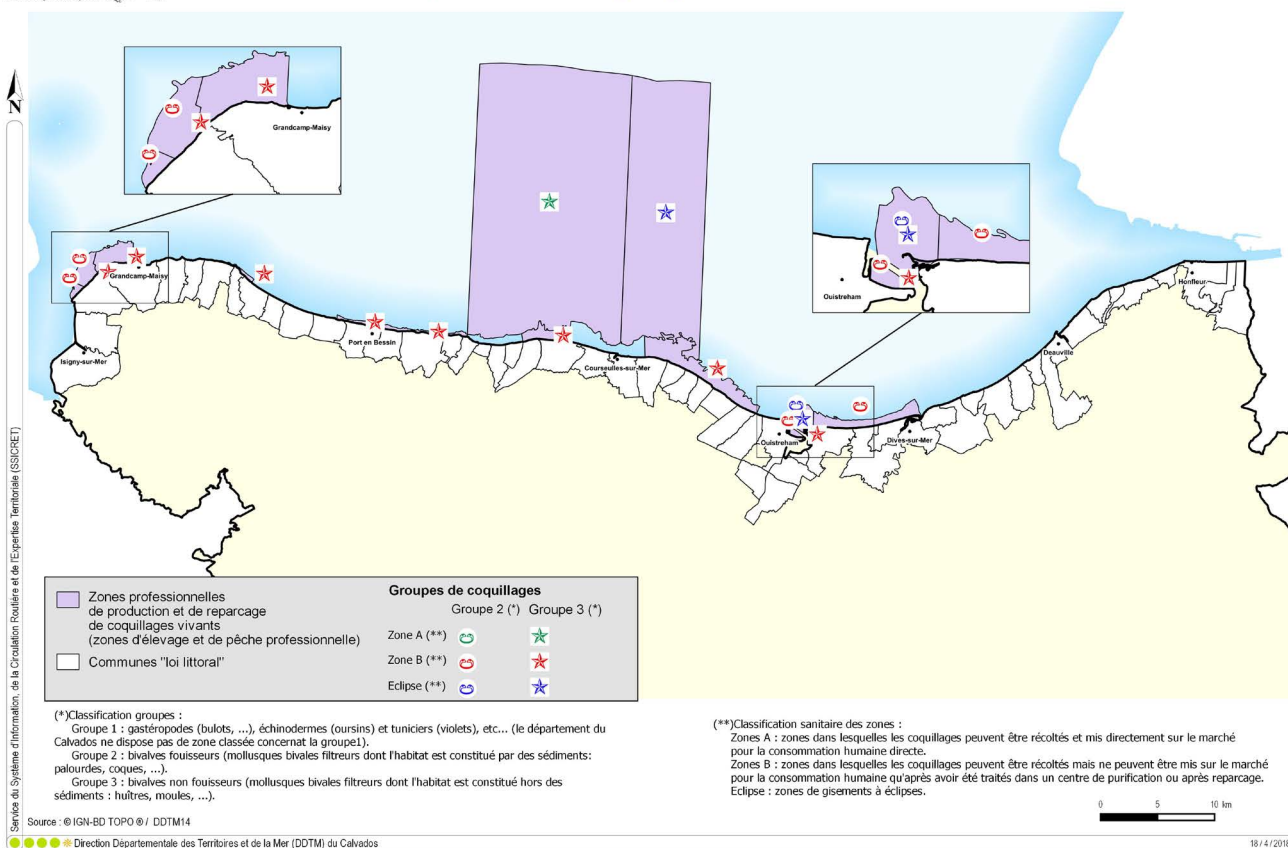 N
Grandcamp-Maisy
Ouistreham
Grandcamp-Maisy
Isigny-sur-Mer
Port en Bessin
Courseulles-sur-Mer
Ouistreham
Dives-sur-Mer
Deauville
Honfleur
Service du Système d'Information, de la Circulation Routière et de l'Expertise Territoriale (SSICRET)
Zones professionnelles
de production et de reparcage
de coquillages vivants
(zones d'élevage et de pêche professionnelle)
Communes "loi littoral"
Groupes de coquillages
Groupe 2 (*) Groupe 3 (*)
Zone A (**)
Zone B (**)
Eclipse (**)
(*)Classification groupes :
Groupe 1 : gastéropodes (bulots, ...), échinodermes (oursins) et tuniciers (violets), etc... (le département du
Calvados ne dispose pas de zone classée concernat la groupe1).
Groupe 2 : bivalves fouisseurs (mollusques bivales filtreurs dont l'habitat est constitué par des sédiments:
palourdes, coques, ...).
Groupe 3 : bivalves non fouisseurs (mollusques bivales filtreurs dont l'habitat est constitué hors des
sédiments : huîtres, moules, ...).
(**)Classification sanitaire des zones :
Zones A : zones dans lesquelles les coquillages peuvent être récoltés et mis directement sur le marché
pour la consommation humaine directe.
Zones B : zones dans lesquelles les coquillages peuvent être récoltés mais ne peuvent être mis sur le marché
pour la consommation humaine qu'après avoir été traités dans un centre de purification ou après reparcage.
Eclipse : zones de gisements à éclipses.
0 5 10 km
Source : © IGN-BD TOPO ® / DDTM14
Direction Départementale des Territoires et de la Mer (DDTM) du Calvados